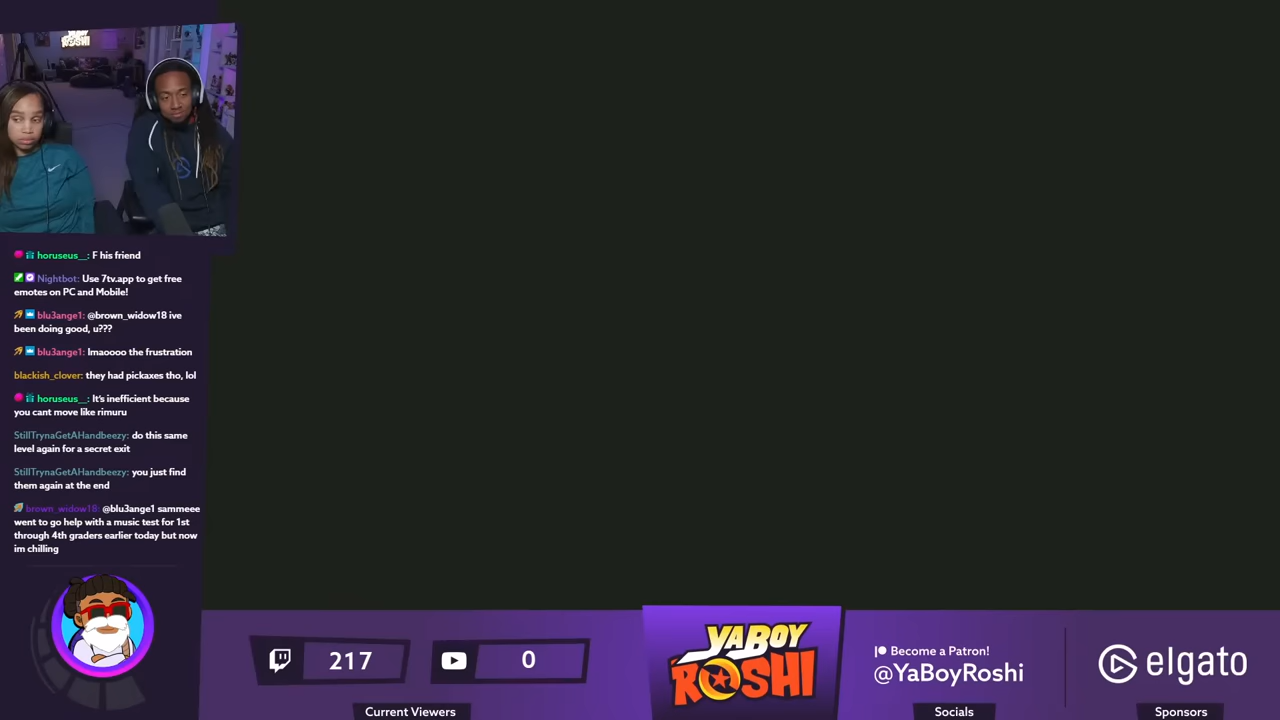 YABOY
ROSHI
horuseus__: F his friend
Nightbot: Use 7tv.app to get free
emotes on PC and Mobile!
blu3ange1: @brown_widow18 ive
been doing good, u???
blu3ange1: lmaoooo the frustration
blackish_clover: they had pickaxes tho, lol
horuseus__: It's inefficient because
you cant move like rimuru
StillTrynaGetAHandbeezy: do this same
level again for a secret exit
StillTrynaGetAHandbeezy: you just find
them again at the end
brown_widow18: @blu3ange1 sammeee
went to go help with a music test for 1st
through 4th graders earlier today but now
im chilling
217
0
Current Viewers
YABOY
ROSHI
Become a Patron!
@YaBoyRoshi
Socials
elgato
Sponsors